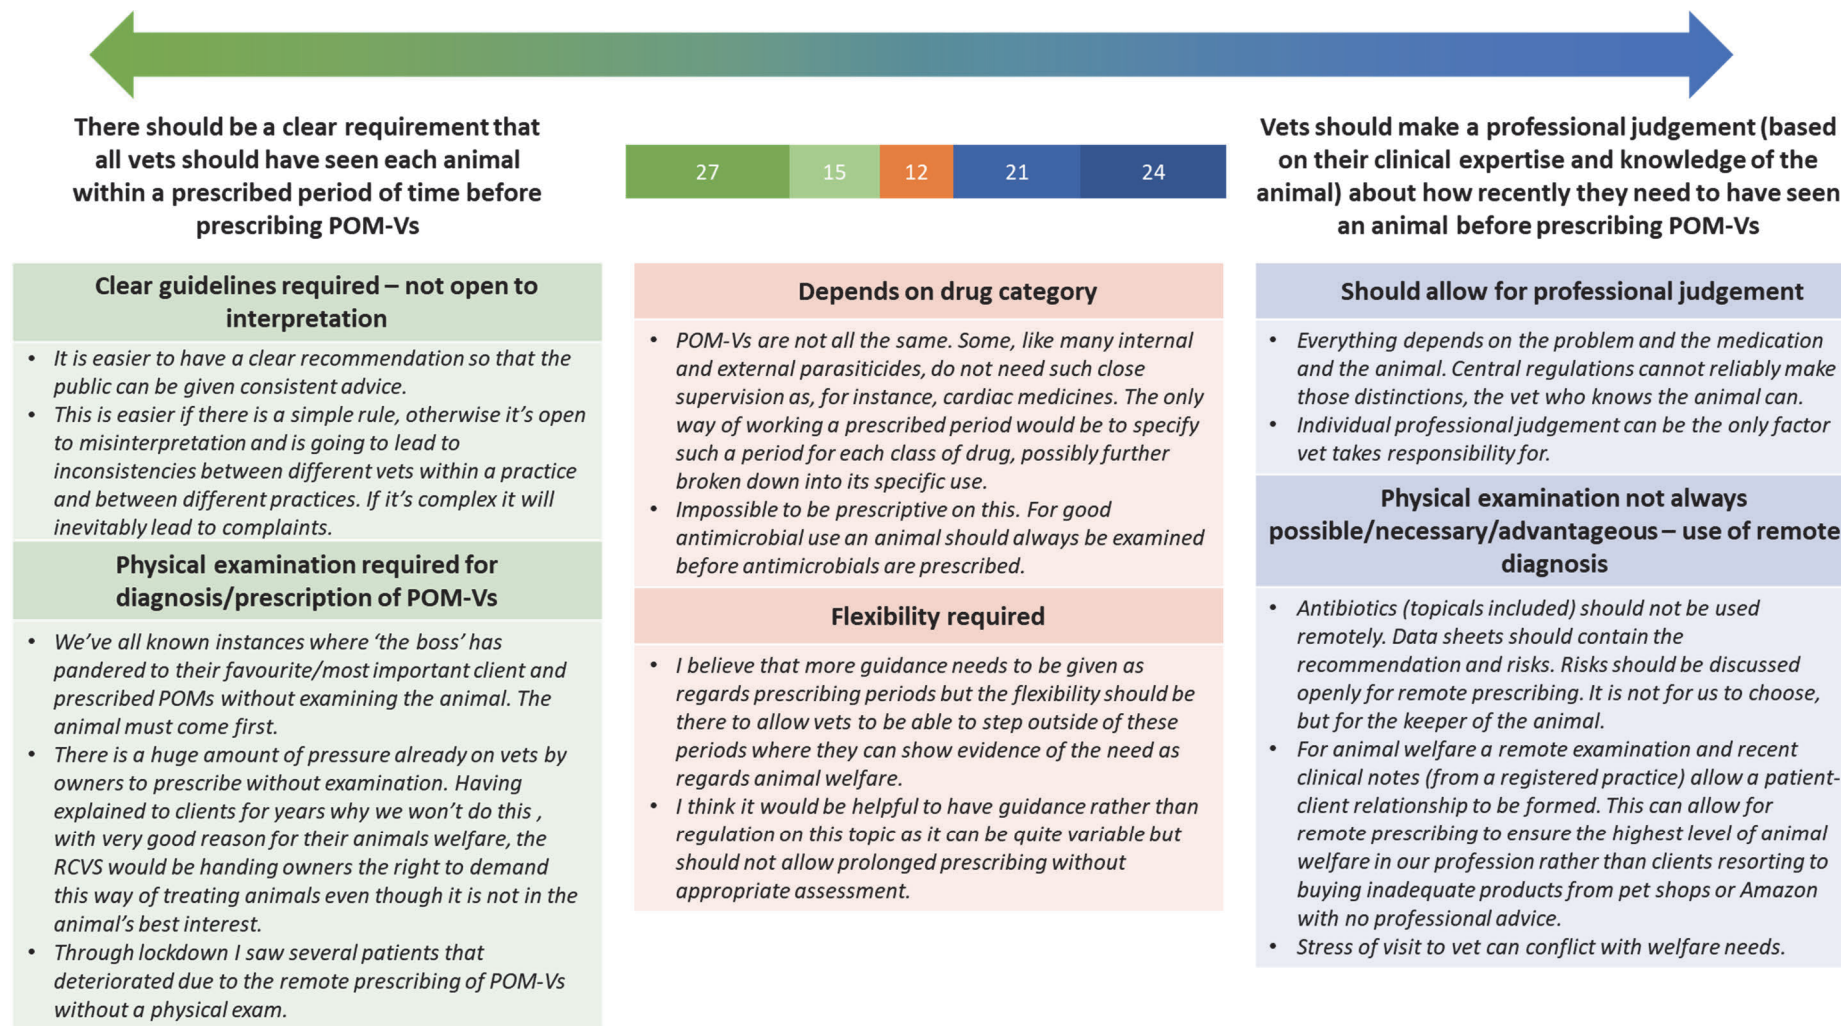 There should be a clear requirement that
all vets should have seen each animal
within a prescribed period of time before
prescribing POM-Vs
27
15
12
21
24
Vets should make a professional judgement (based
on their clinical expertise and knowledge of the
animal) about how recently they need to have seen
an animal before prescribing POM-Vs
Clear guidelines required – not open to
interpretation
• It is easier to have a clear recommendation so that the
public can be given consistent advice.
• This is easier if there is a simple rule, otherwise it's open
to misinterpretation and is going to lead to
inconsistencies between different vets within a practice
and between different practices. If it's complex it will
inevitably lead to complaints.
Physical examination required for
diagnosis/prescription of POM-Vs
• We've all known instances where 'the boss' has
pandered to their favourite/most important client and
prescribed POMs without examining the animal. The
animal must come first.
• There is a huge amount of pressure already on vets by
owners to prescribe without examination. Having
explained to clients for years why we won't do this ,
with very good reason for their animals welfare, the
RCVS would be handing owners the right to demand
this way of treating animals even though it is not in the
animal's best interest.
• Through lockdown I saw several patients that
deteriorated due to the remote prescribing of POM-Vs
without a physical exam.
Depends on drug category
• POM-Vs are not all the same. Some, like many internal
and external parasiticides, do not need such close
supervision as, for instance, cardiac medicines. The only
way of working a prescribed period would be to specify
such a period for each class of drug, possibly further
broken down into its specific use.
• Impossible to be prescriptive on this. For good
antimicrobial use an animal should always be examined
before antimicrobials are prescribed.
Flexibility required
• I believe that more guidance needs to be given as
regards prescribing periods but the flexibility should be
there to allow vets to be able to step outside of these
periods where they can show evidence of the need as
regards animal welfare.
• I think it would be helpful to have guidance rather than
regulation on this topic as it can be quite variable but
should not allow prolonged prescribing without
appropriate assessment.
Should allow for professional judgement
• Everything depends on the problem and the medication
and the animal. Central regulations cannot reliably make
those distinctions, the vet who knows the animal can.
• Individual professional judgement can be the only factor
vet takes responsibility for.
Physical examination not always
possible/necessary/advantageous – use of remote
diagnosis
• Antibiotics (topicals included) should not be used
remotely. Data sheets should contain the
recommendation and risks. Risks should be discussed
openly for remote prescribing. It is not for us to choose,
but for the keeper of the animal.
• For animal welfare a remote examination and recent
clinical notes (from a registered practice) allow a patient-
client relationship to be formed. This can allow for
remote prescribing to ensure the highest level of animal
welfare in our profession rather than clients resorting to
buying inadequate products from pet shops or Amazon
with no professional advice.
• Stress of visit to vet can conflict with welfare needs.